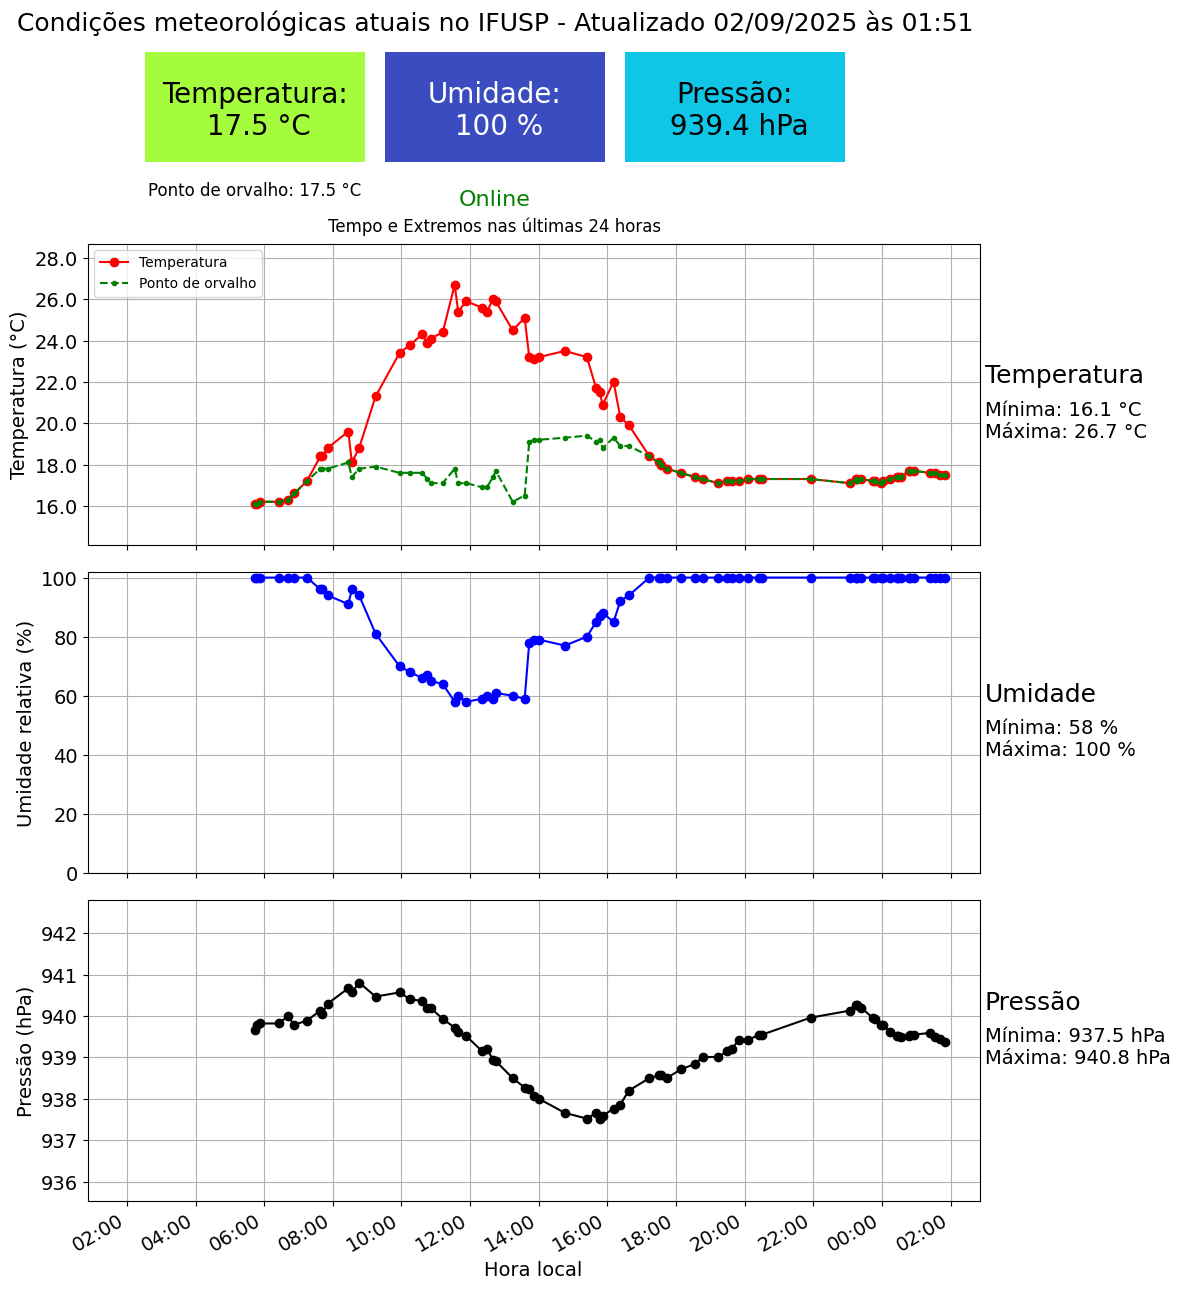 Condições meteorológicas atuais no IFUSP - Atualizado 02/09/2025 às 01:51
Temperatura:
17.5 °C
Umidade:
100 %
Pressão:
939.4 hPa
Ponto de orvalho: 17.5 °C
Online
Tempo e Extremos nas últimas 24 horas
Temperatura (°C)
28.0
26.0
24.0
22.0
20.0
18.0
16.0
Temperatura
Ponto de orvalho
Temperatura
Mínima: 16.1 °C
Máxima: 26.7 °C
Umidade relativa (%)
100
80
60
40
20
0
Umidade
Mínima: 58 %
Máxima: 100 %
Pressão (hPa)
942
941
940
939
938
937
936
Pressão
Mínima: 937.5 hPa
Máxima: 940.8 hPa
02:00
04:00
06:00
08:00
10:00
12:00
14:00
16:00
18:00
20:00
22:00
00:00
02:00
Hora local